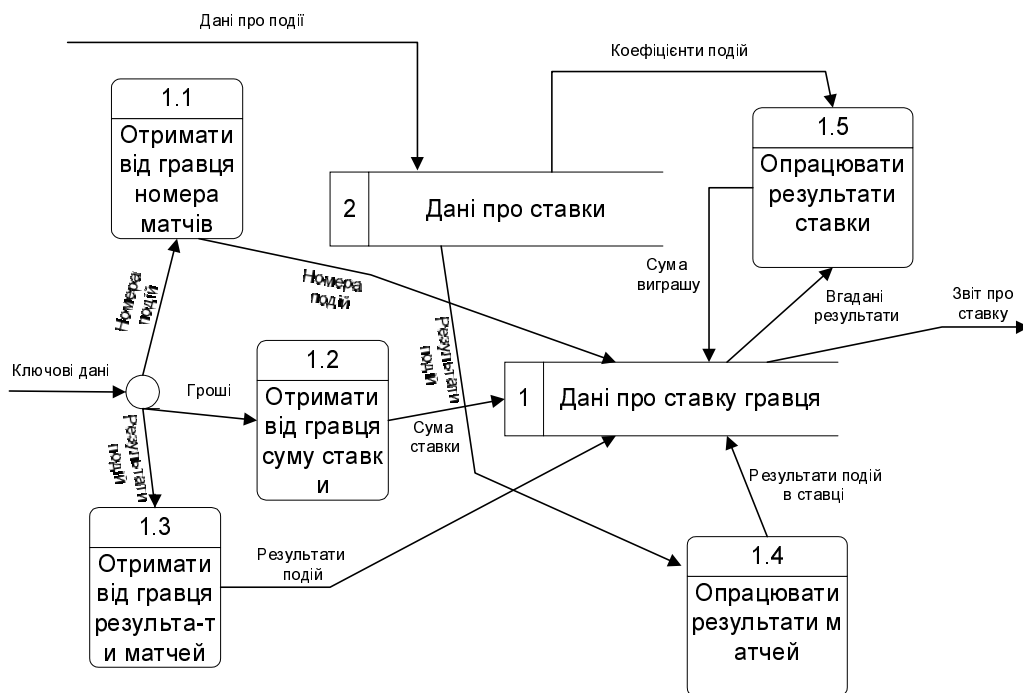 Дані про події
Коефіцієнти подій
1.1
Отримати
від гравця
номера
матчів
1.5
Опрацювати
результати
ставки
2
Дані про ставки
Номера
подій
Номера
подій
Результати
подій
Сума
виграшу
Вгадані
результати
Звіт про
ставку
Ключові дані
Гроші
1.2
Отримати
від гравця
суму ставк
и
Сума
ставки
1
Дані про ставку гравця
Результати
подій
Результати подій
в ставці
1.3
Отримати
від гравця
результа-т
и матчей
Результати
подій
1.4
Опрацювати
результати м
атчей